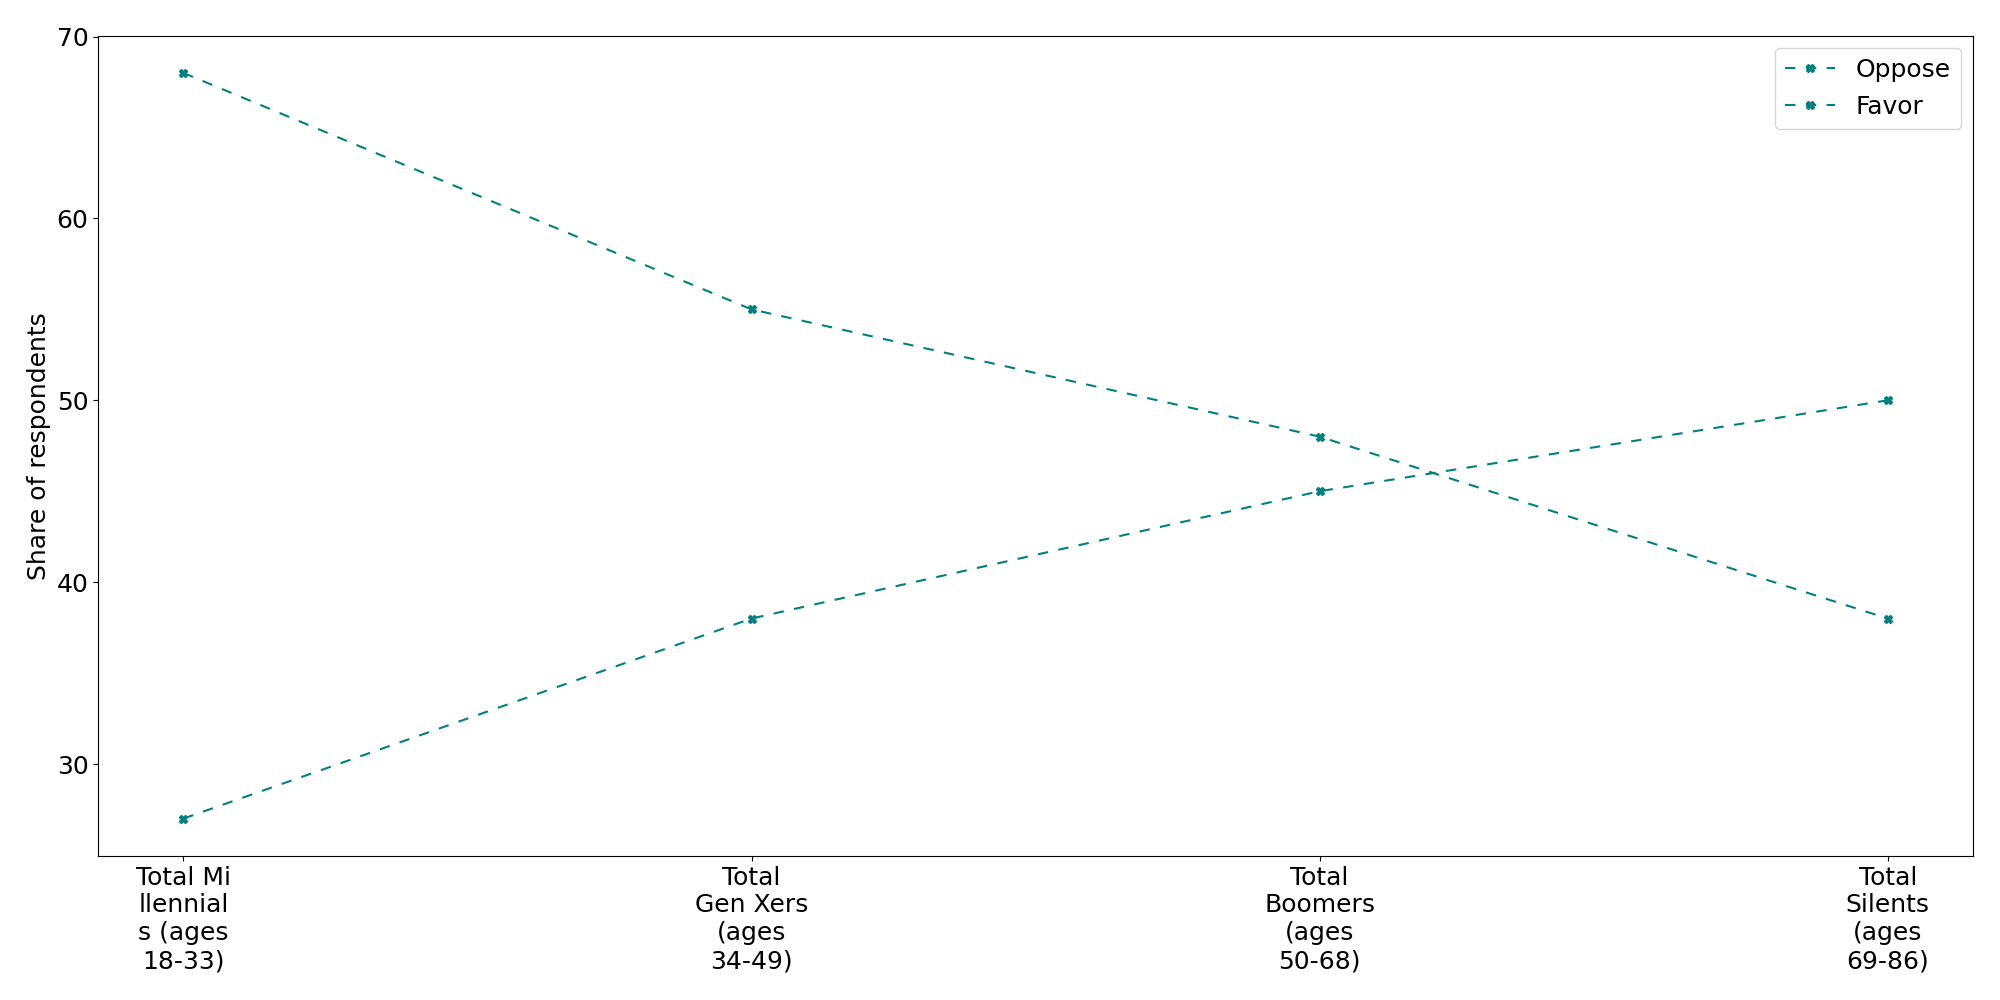 70
60
50
40
30
Share of respondents
Oppose
Favor
Total Mi
llennial
s (ages
18-33)
Total
Gen Xers
(ages
34-49)
Total
Boomers
(ages
50-68)
Total
Silents
(ages
69-86)